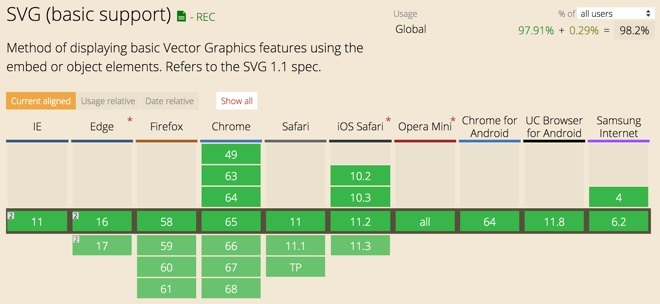 SVG (basic support) - REC
Usage % of all users
Global 97.91% + 0.29% = 98.2%
Method of displaying basic Vector Graphics features using the
embed or object elements. Refers to the SVG 1.1 spec.
Current aligned Usage relative Date relative Show all
IE Edge * Firefox Chrome Safari iOS Safari * Opera Mini * Chrome for Android UC Browser for Android Samsung Internet
49
63 10.2
64 10.3 4
2 11 2 16 58 65 11 11.2 all 64 11.8 6.2
2 17 59 66 11.1 11.3
60 67 TP
61 68